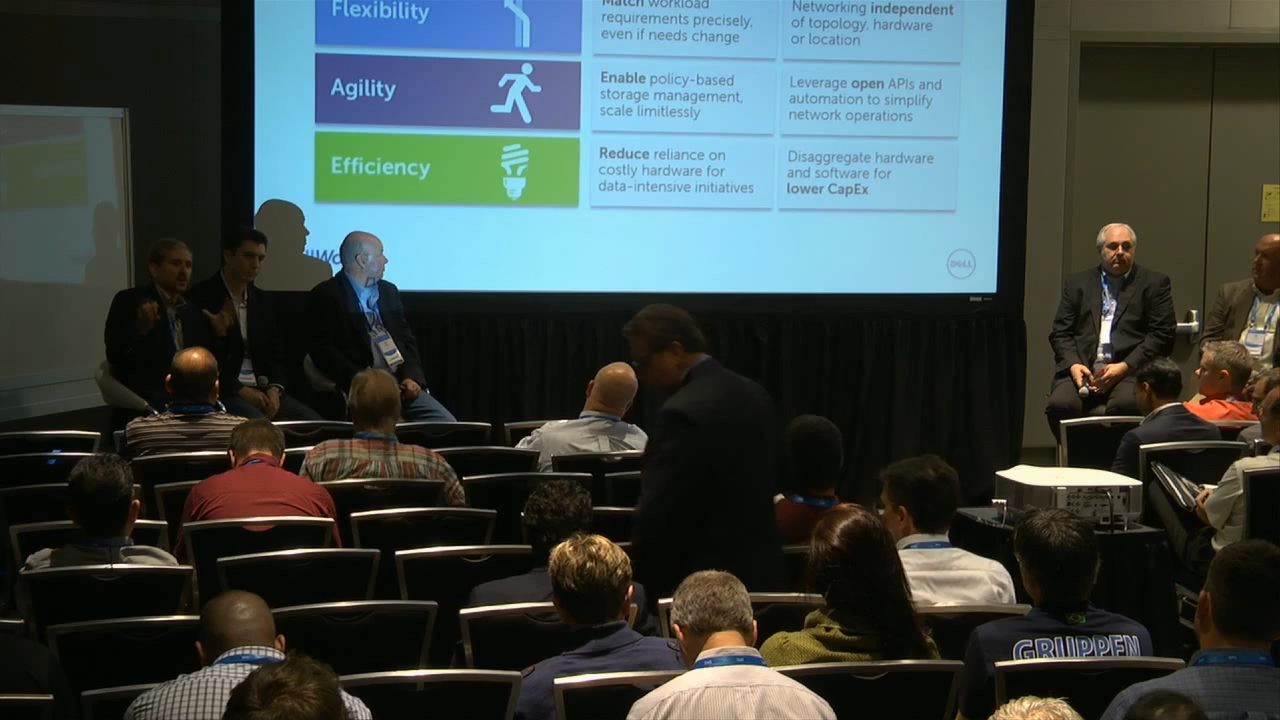 Flexibility
Match workload
requirements precisely,
even if needs change
Networking independent
of topology, hardware
or location
Agility
Enable policy-based
storage management,
scale limitlessly
Leverage open APIs and
automation to simplify
network operations
Efficiency
Reduce reliance on
costly hardware for
data-intensive initiatives
Disaggregate hardware
and software for
lower CapEx
DELL
GRUPPEN